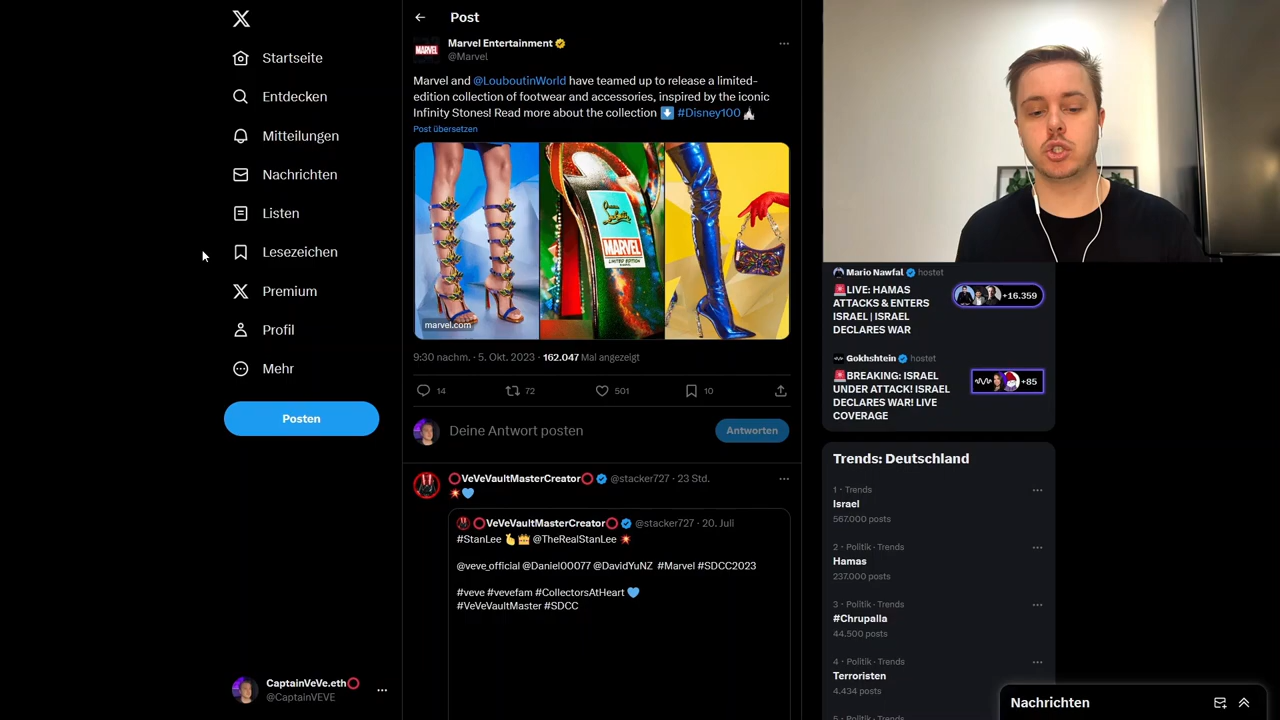 Startseite
Entdecken
Mitteilungen
Nachrichten
Listen
Lesezeichen
Premium
Profil
Mehr
Posten
CaptainVeVe.eth⭕
@CaptainVEVE
Post
MARVEL
Marvel Entertainment
@Marvel
Marvel and @LouboutinWorld have teamed up to release a limited-
edition collection of footwear and accessories, inspired by the iconic
Infinity Stones! Read more about the collection ⬇️ #Disney100
Post übersetzen
MARVEL
LIMITED EDITION
marvel.com
9:30 nachm. · 5. Okt. 2023 · 162.047 Mal angezeigt
14 72 501 10
Deine Antwort posten
Antworten
⭕VeVeVaultMasterCreator⭕ @stacker727 · 23 Std.
💥💙
⭕VeVeVaultMasterCreator⭕ @stacker727 · 20. Juli
#StanLee 🫰👑 @TheRealStanLee 💥
@veve_official @Daniel00077 @DavidYuNZ #Marvel #SDCC2023
#veve #vevefam #CollectorsAtHeart 💙
#VeVeVaultMaster #SDCC
Mario Nawfal hostet
🚨LIVE: HAMAS
ATTACKS & ENTERS
ISRAEL | ISRAEL
DECLARES WAR
+16.359
Gokhshtein hostet
🚨BREAKING: ISRAEL
UNDER ATTACK! ISRAEL
DECLARES WAR! LIVE
COVERAGE
+85
Trends: Deutschland
1 · Trends
Israel
567.000 posts
2 · Politik · Trends
Hamas
237.000 posts
3 · Politik · Trends
#Chrupalla
44.500 posts
4 · Politik · Trends
Terroristen
4.434 posts
Nachrichten